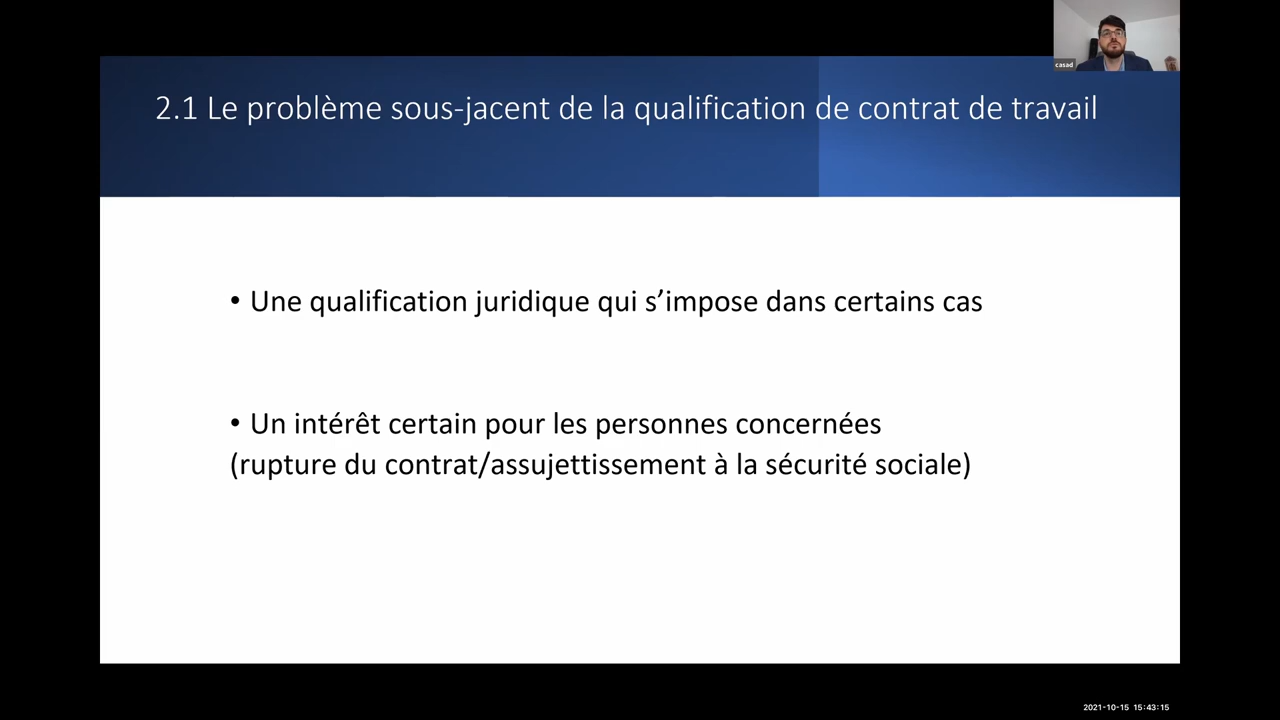 casad
2.1 Le problème sous-jacent de la qualification de contrat de travail
• Une qualification juridique qui s’impose dans certains cas
• Un intérêt certain pour les personnes concernées
(rupture du contrat/assujettissement à la sécurité sociale)
2021-10-15 15:43:15